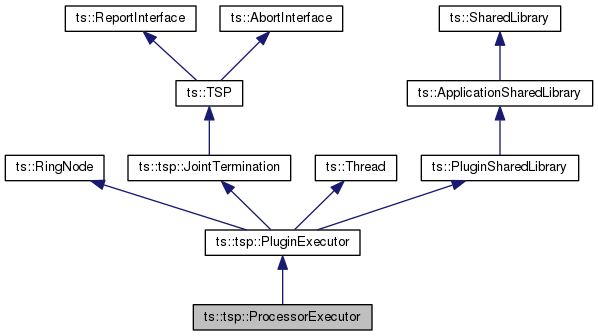 ts::ReportInterface
ts::AbortInterface
ts::SharedLibrary
ts::TSP
ts::ApplicationSharedLibrary
ts::RingNode
ts::tsp::JointTermination
ts::Thread
ts::PluginSharedLibrary
ts::tsp::PluginExecutor
ts::tsp::ProcessorExecutor